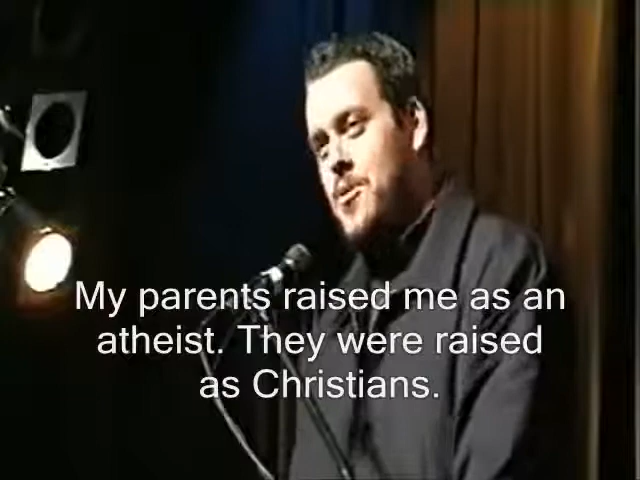 My parents raised me as an
atheist. They were raised
as Christians.